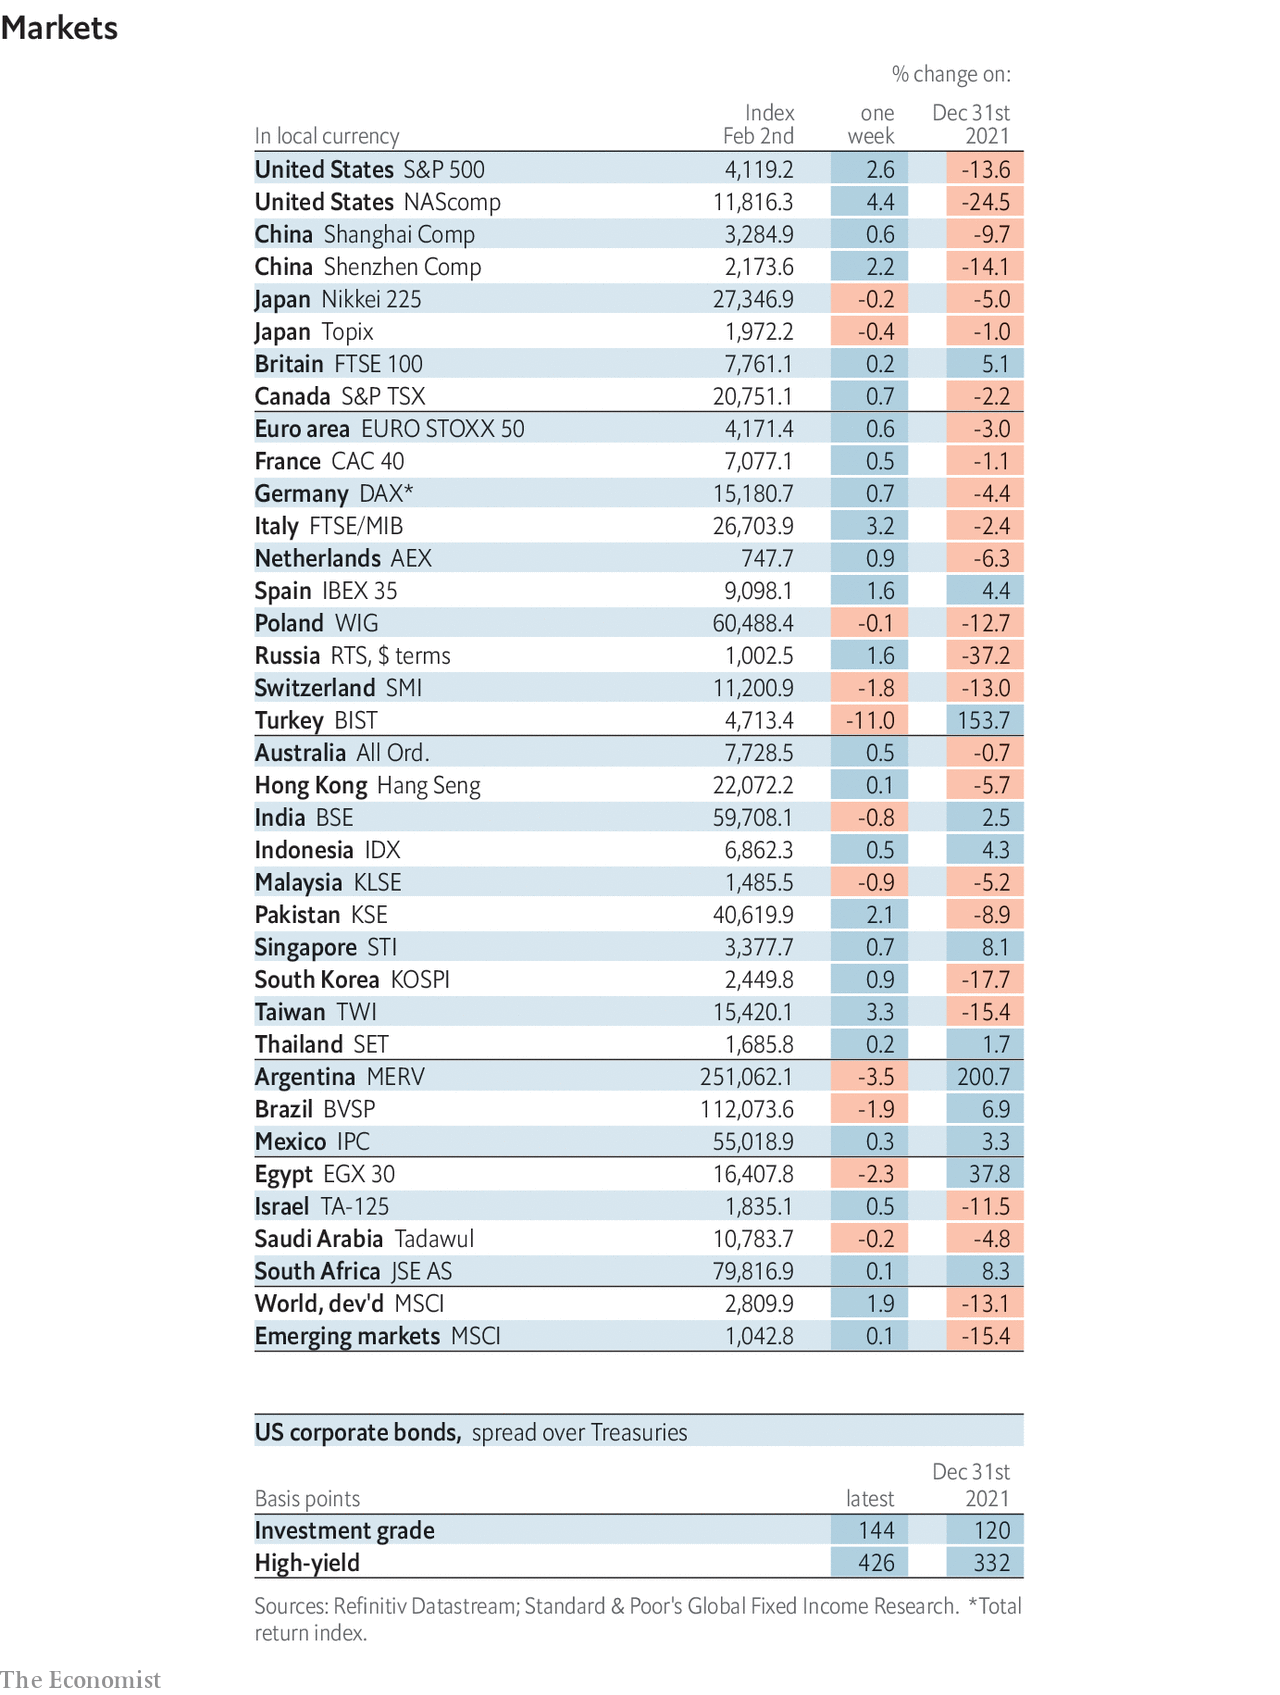 Markets
% change on:
Index one Dec 31st
In local currency Feb 2nd week 2021
United States S&P 500 4,119.2 2.6 -13.6
United States NAScomp 11,816.3 4.4 -24.5
China Shanghai Comp 3,284.9 0.6 -9.7
China Shenzhen Comp 2,173.6 2.2 -14.1
Japan Nikkei 225 27,346.9 -0.2 -5.0
Japan Topix 1,972.2 -0.4 -1.0
Britain FTSE 100 7,761.1 0.2 5.1
Canada S&P TSX 20,751.1 0.7 -2.2
Euro area EURO STOXX 50 4,171.4 0.6 -3.0
France CAC 40 7,077.1 0.5 -1.1
Germany DAX* 15,180.7 0.7 -4.4
Italy FTSE/MIB 26,703.9 3.2 -2.4
Netherlands AEX 747.7 0.9 -6.3
Spain IBEX 35 9,098.1 1.6 4.4
Poland WIG 60,488.4 -0.1 -12.7
Russia RTS, $ terms 1,002.5 1.6 -37.2
Switzerland SMI 11,200.9 -1.8 -13.0
Turkey BIST 4,713.4 -11.0 153.7
Australia All Ord. 7,728.5 0.5 -0.7
Hong Kong Hang Seng 22,072.2 0.1 -5.7
India BSE 59,708.1 -0.8 2.5
Indonesia IDX 6,862.3 0.5 4.3
Malaysia KLSE 1,485.5 -0.9 -5.2
Pakistan KSE 40,619.9 2.1 -8.9
Singapore STI 3,377.7 0.7 8.1
South Korea KOSPI 2,449.8 0.9 -17.7
Taiwan TWI 15,420.1 3.3 -15.4
Thailand SET 1,685.8 0.2 1.7
Argentina MERV 251,062.1 -3.5 200.7
Brazil BVSP 112,073.6 -1.9 6.9
Mexico IPC 55,018.9 0.3 3.3
Egypt EGX 30 16,407.8 -2.3 37.8
Israel TA-125 1,835.1 0.5 -11.5
Saudi Arabia Tadawul 10,783.7 -0.2 -4.8
South Africa JSE AS 79,816.9 0.1 8.3
World, dev'd MSCI 2,809.9 1.9 -13.1
Emerging markets MSCI 1,042.8 0.1 -15.4
US corporate bonds, spread over Treasuries
Dec 31st
Basis points latest 2021
Investment grade 144 120
High-yield 426 332
Sources: Refinitiv Datastream; Standard & Poor's Global Fixed Income Research. *Total
return index.
The Economist